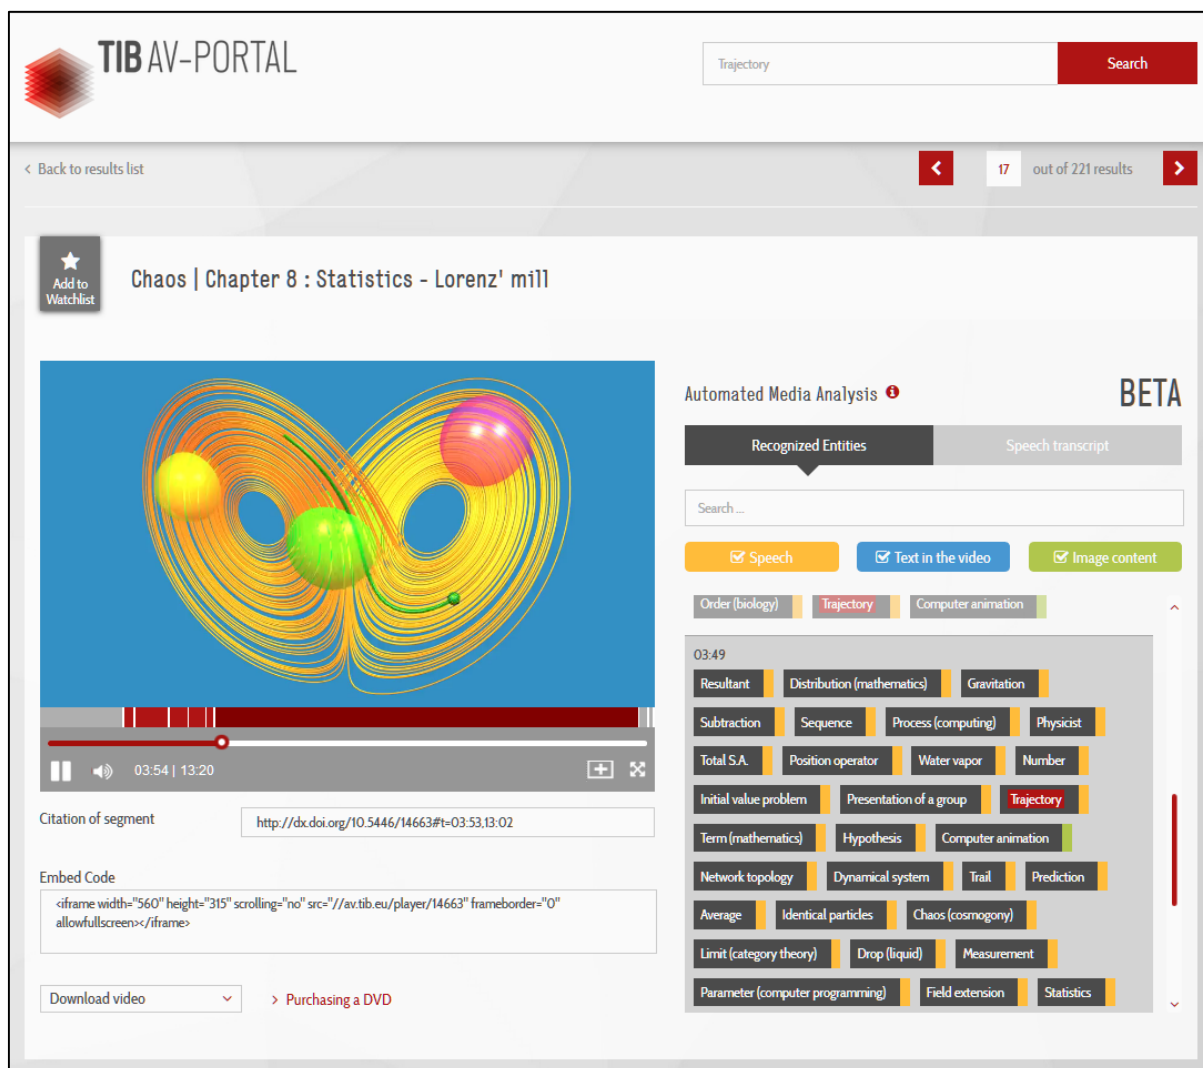 TIB AV-PORTAL
Trajectory
Search
< Back to results list
17 out of 221 results
Add to
Watchlist
Chaos | Chapter 8 : Statistics - Lorenz' mill
Automated Media Analysis
BETA
Recognized Entities
Speech transcript
Search ...
Speech
Text in the video
Image content
Order (biology) Trajectory Computer animation
03:49
Resultant Distribution (mathematics) Gravitation
Subtraction Sequence Process (computing) Physicist
Total S.A. Position operator Water vapor Number
Initial value problem Presentation of a group Trajectory
Term (mathematics) Hypothesis Computer animation
Network topology Dynamical system Trail Prediction
Average Identical particles Chaos (cosmogony)
Limit (category theory) Drop (liquid) Measurement
Parameter (computer programming) Field extension Statistics
03:54 | 13:20
Citation of segment
http://dx.doi.org/10.5446/14663#t=03:53,13:02
Embed Code
<iframe width="560" height="315" scrolling="no" src="//av.tib.eu/player/14663" frameborder="0"
allowfullscreen></iframe>
Download video
> Purchasing a DVD